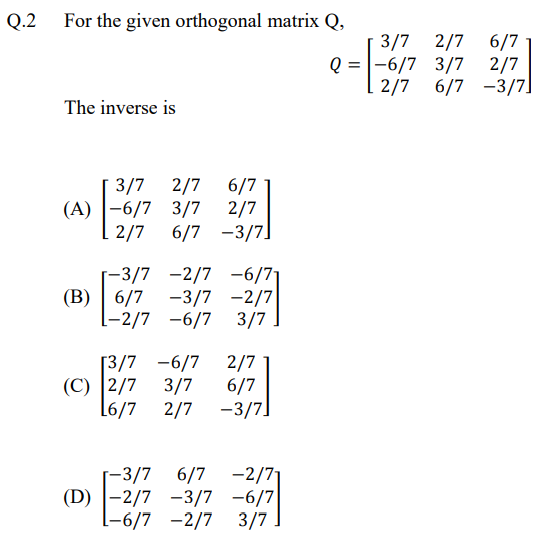 Q.2 For the given orthogonal matrix Q,
Q = [ 3/7 2/7 6/7
−6/7 3/7 2/7
2/7 6/7 −3/7 ]
The inverse is
(A) [ 3/7 2/7 6/7
−6/7 3/7 2/7
2/7 6/7 −3/7 ]
(B) [ −3/7 −2/7 −6/7
6/7 −3/7 −2/7
−2/7 −6/7 3/7 ]
(C) [ 3/7 −6/7 2/7
2/7 3/7 6/7
6/7 2/7 −3/7 ]
(D) [ −3/7 6/7 −2/7
−2/7 −3/7 −6/7
−6/7 −2/7 3/7 ]